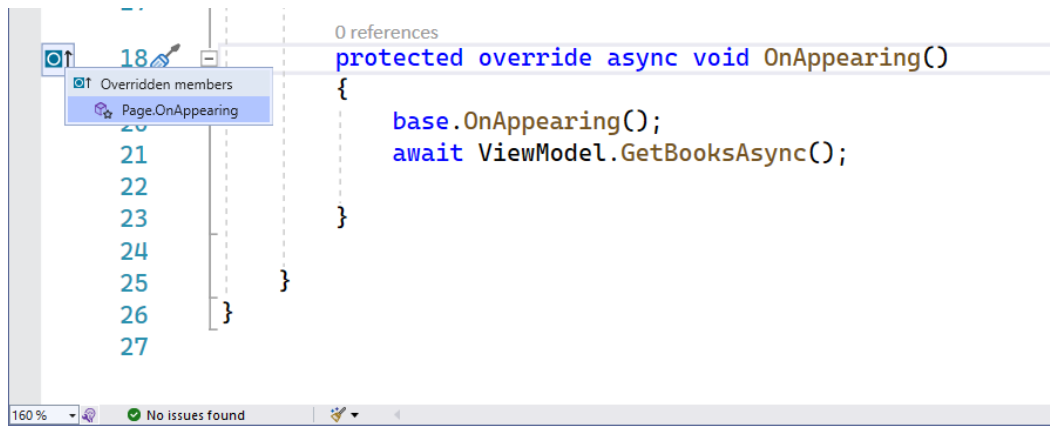 0 references
18 protected override async void OnAppearing()
Overridden members
{
Page.OnAppearing
base.OnAppearing();
21 await ViewModel.GetBooksAsync();
22
23 }
24
25 }
26 }
27
160 % No issues found